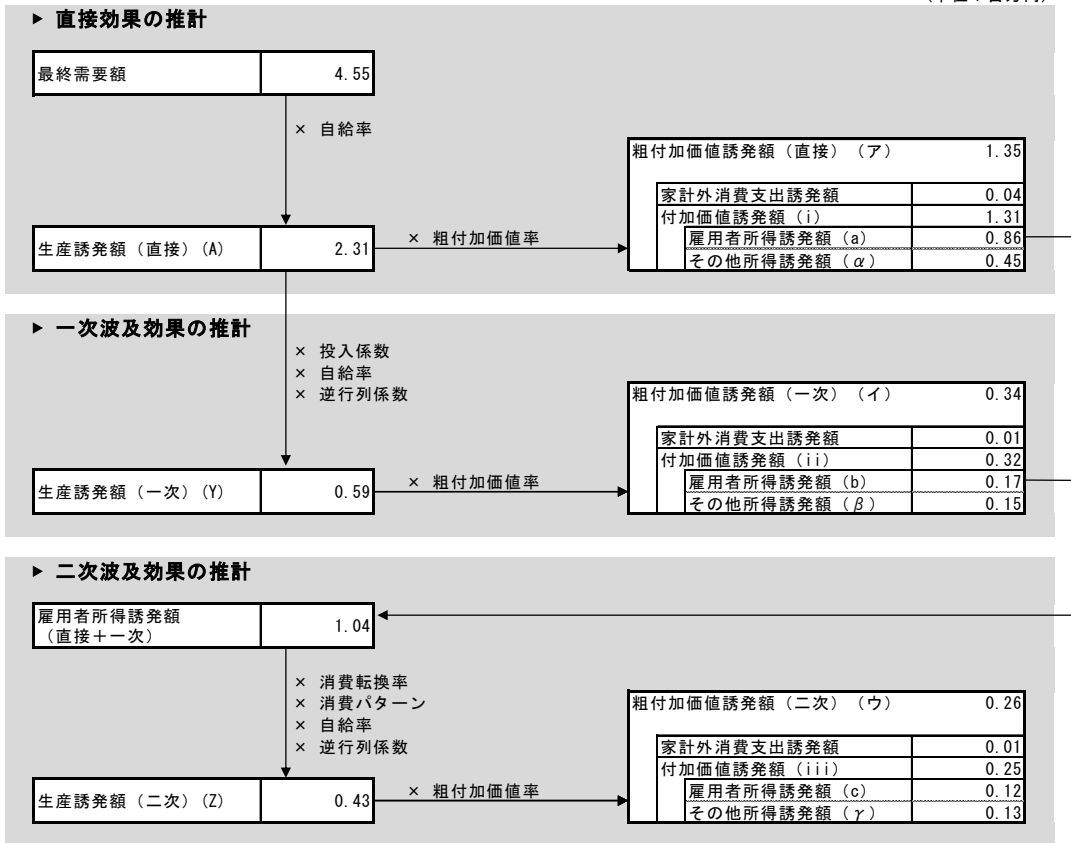 ▶ 直接効果の推計
最終需要額 4.55
× 自給率
粗付加価値誘発額（直接）（ア） 1.35
家計外消費支出誘発額 0.04
付加価値誘発額（i） 1.31
雇用者所得誘発額（a） 0.86
その他所得誘発額（α） 0.45
生産誘発額（直接）(A) 2.31
× 粗付加価値率
▶ 一次波及効果の推計
× 投入係数
× 自給率
× 逆行列係数
粗付加価値誘発額（一次）（イ） 0.34
家計外消費支出誘発額 0.01
付加価値誘発額（ii） 0.32
雇用者所得誘発額（b） 0.17
その他所得誘発額（β） 0.15
生産誘発額（一次）(Y) 0.59
× 粗付加価値率
▶ 二次波及効果の推計
雇用者所得誘発額
（直接＋一次） 1.04
× 消費転換率
× 消費パターン
× 自給率
× 逆行列係数
粗付加価値誘発額（二次）（ウ） 0.26
家計外消費支出誘発額 0.01
付加価値誘発額（iii） 0.25
雇用者所得誘発額（c） 0.12
その他所得誘発額（γ） 0.13
生産誘発額（二次）(Z) 0.43
× 粗付加価値率